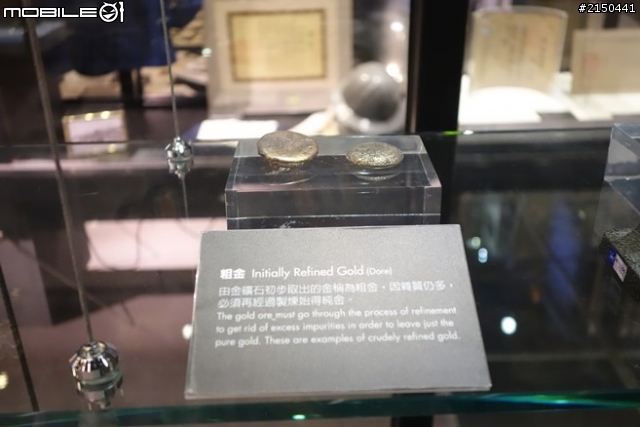 MOBILE01
#2150441
粗金 Initially Refined Gold (Dore)
由金礦石初步取出的金稱為粗金,因雜質仍多,
必須再經過製煉始得純金。
The gold ore must go through the process of refinement
to get rid of excess impurities in order to leave just the
pure gold. These are examples of crudely refined gold.